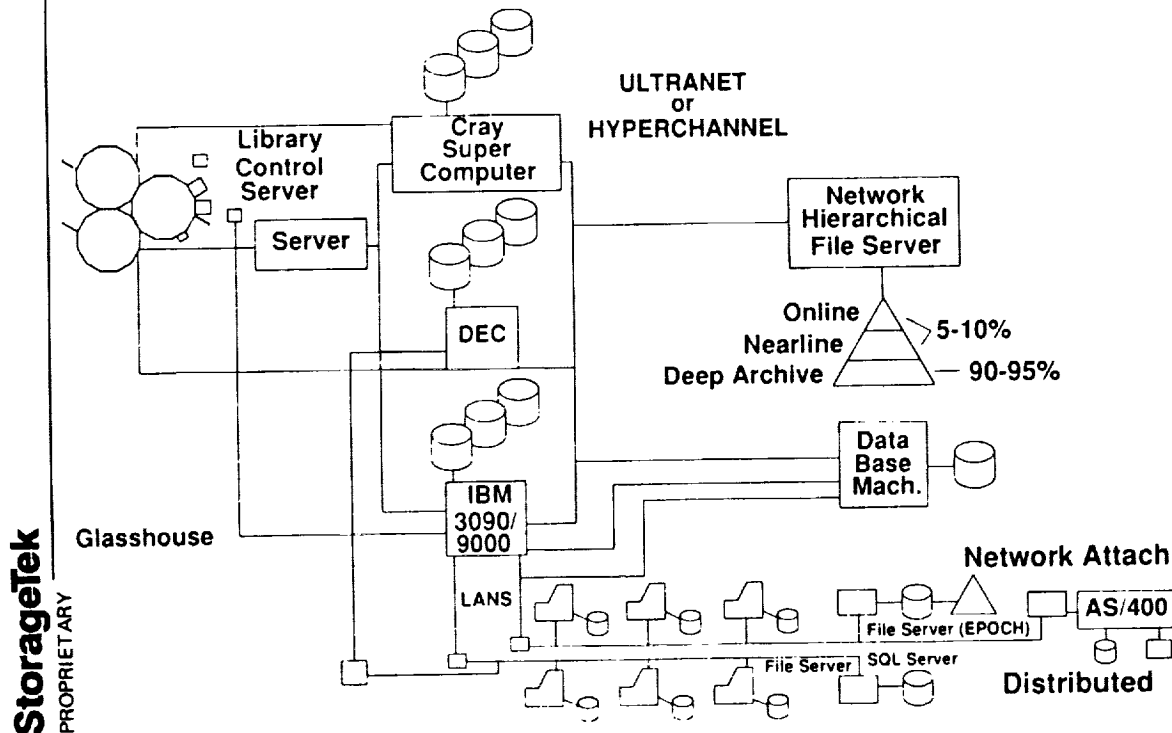 ULTRANET
or
HYPERCHANNEL
Cray
Super
Computer
Library
Control
Server
Server
Network
Hierarchical
File Server
DEC
Online
Nearline
Deep Archive
5-10%
90-95%
Data
Base
Mach.
IBM
3090/
9000
Glasshouse
LANS
Network Attach
AS/400
File Server (EPOCH)
File Server
SQL Server
Distributed
StorageTek
PROPRIETARY